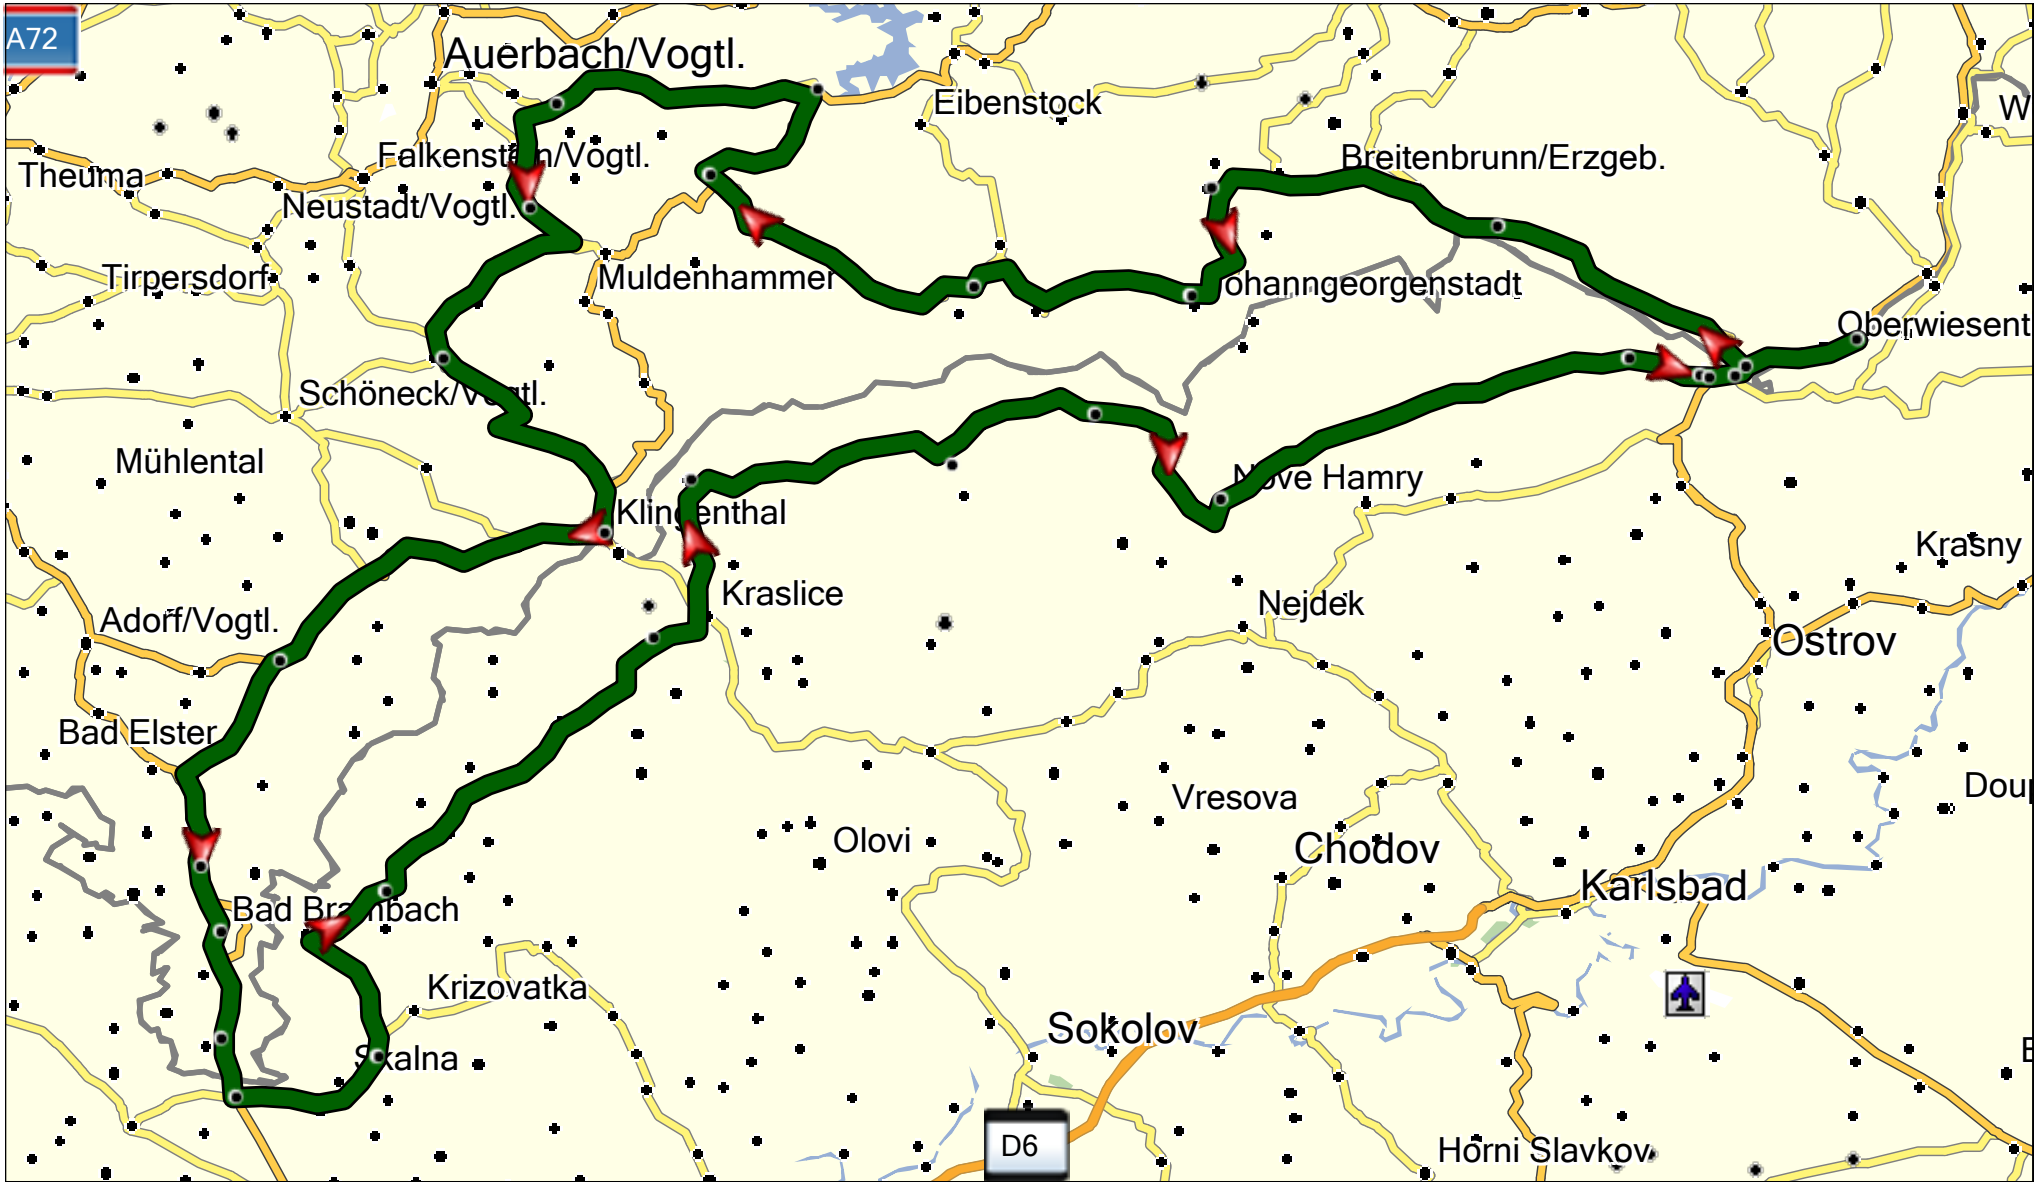 A72
Auerbach/Vogtl.
Eibenstock
W
Falkenstein/Vogtl.
Breitenbrunn/Erzgeb.
Theuma
Neustadt/Vogtl.
Tirpersdorf
Muldenhammer
ohanngeorgenstadt
Oberwiesent
Schöneck/Vogtl.
Mühlental
Nove Hamry
Klingenthal
Krasny
Kraslice
Nejdek
Adorf/Vogtl.
Ostrov
Bad Elster
Doup
Vresova
Olovi
Chodov
Karlsbad
Bad Brambach
Krizovatka
Sokolov
Skalna
D6
Horni Slavkov